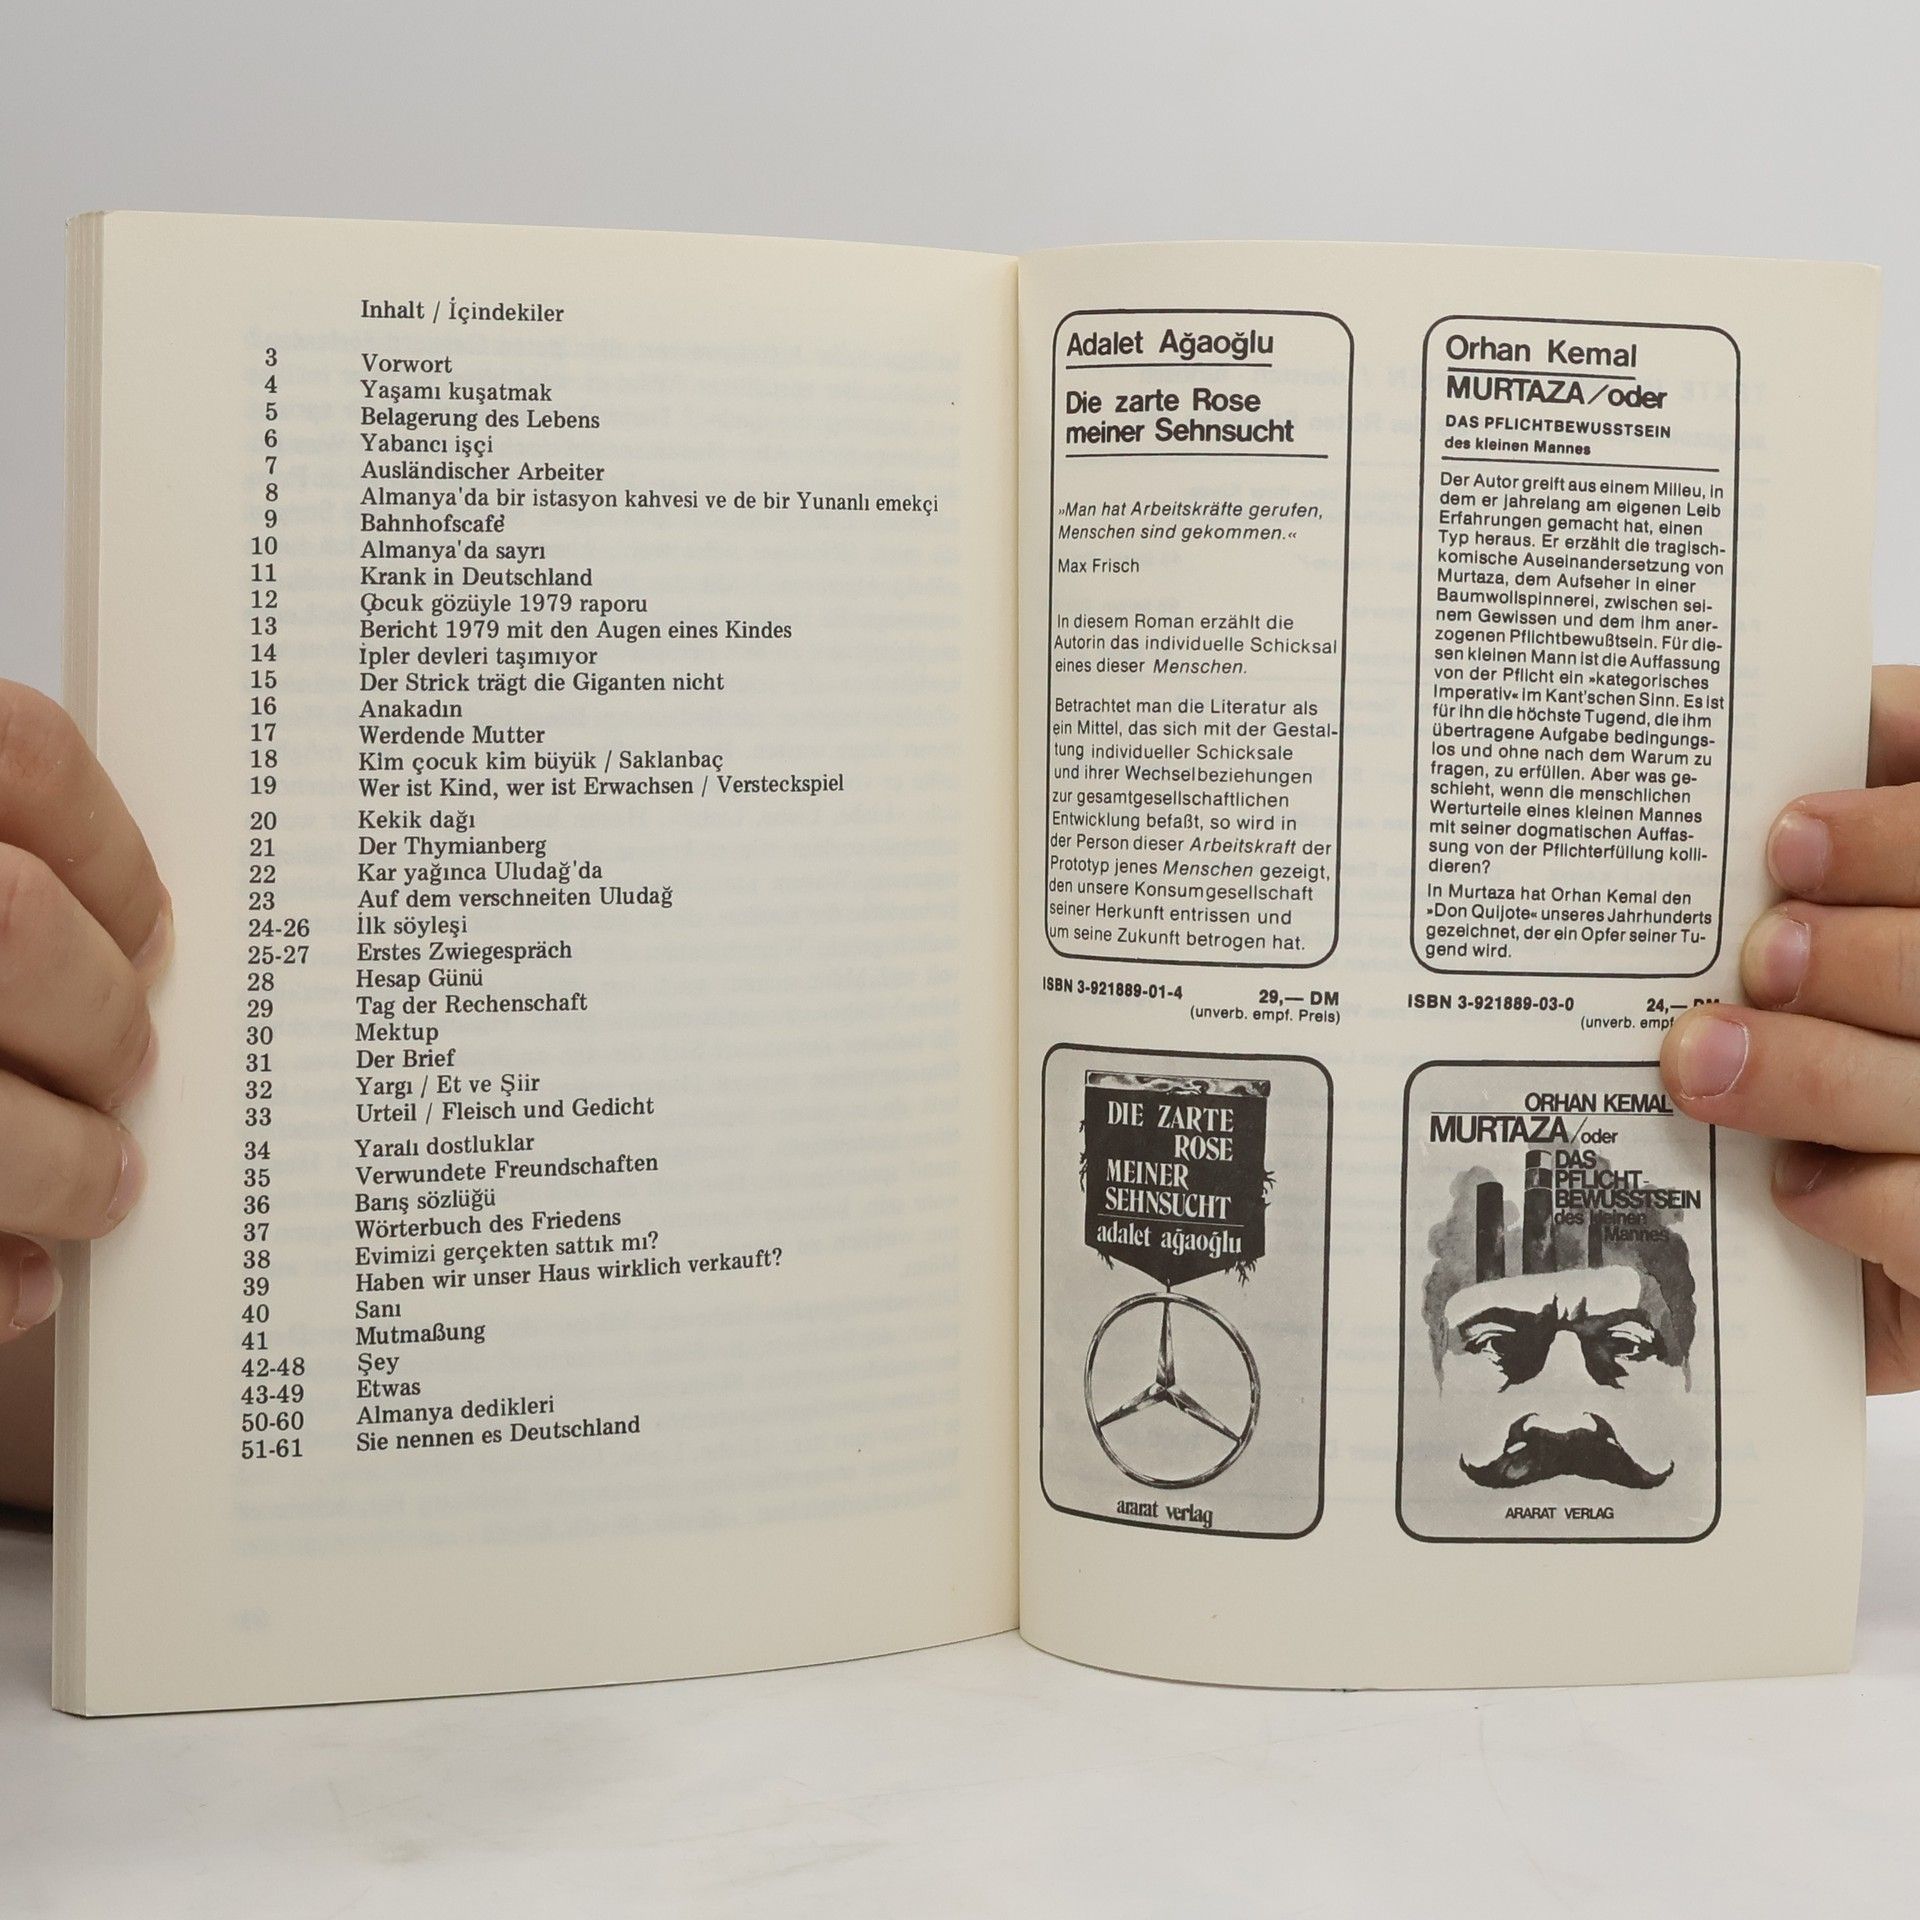 Inhalt / İçindekiler
3 Vorwort
4 Yaşamı kuşatmak
5 Belagerung des Lebens
6 Yabancı işçi
7 Ausländischer Arbeiter
8 Almanya'da bir istasyon kahvesi ve de bir Yunanlı emekçi
9 Bahnhofscafé
10 Almanya'da sayrı
11 Krank in Deutschland
12 Çocuk gözüyle 1979 raporu
13 Bericht 1979 mit den Augen eines Kindes
14 İpler devleri taşımıyor
15 Der Strick trägt die Giganten nicht
16 Anakadın
17 Werdende Mutter
18 Kim çocuk kim büyük / Saklanbaç
19 Wer ist Kind, wer ist Erwachsen / Versteckspiel
20 Kekik dağı
21 Der Thymianberg
22 Kar yağınca Uludağ'da
23 Auf dem verschneiten Uludağ
24-26 İlk söyleşi
25-27 Erstes Zwiegespräch
28 Hesap Günü
29 Tag der Rechenschaft
30 Mektup
31 Der Brief
32 Yargı / Et ve Şiir
33 Urteil / Fleisch und Gedicht
34 Yaralı dostluklar
35 Verwundete Freundschaften
36 Barış sözlüğü
37 Wörterbuch des Friedens
38 Evimizi gerçekten sattık mı?
39 Haben wir unser Haus wirklich verkauft?
40 Sanı
41 Mutmaßung
42-48 Şey
43-49 Etwas
50-60 Almanya dedikleri
51-61 Sie nennen es Deutschland
Adalet Ağaoğlu
Die zarte Rose
meiner Sehnsucht
»Man hat Arbeitskräfte gerufen,
Menschen sind gekommen.«
Max Frisch
In diesem Roman erzählt die
Autorin das individuelle Schicksal
eines dieser Menschen.
Betrachtet man die Literatur als
ein Mittel, das sich mit der Gestal-
tung individueller Schicksale
und ihrer Wechselbeziehungen
zur gesamtgesellschaftlichen
Entwicklung befaßt, so wird in
der Person dieser Arbeitskraft der
Prototyp jenes Menschen gezeigt,
den unsere Konsumgesellschaft
seiner Herkunft entrissen und
um seine Zukunft betrogen hat.
ISBN 3-921889-01-4 29,— DM
(unverb. empf. Preis)
DIE ZARTE
ROSE
MEINER
SEHNSUCHT
adalet ağaoğlu
ararat verlag
Orhan Kemal
MURTAZA/oder
DAS PFLICHTBEWUSSTSEIN
des kleinen Mannes
Der Autor greift aus einem Milieu, in
dem er jahrelang am eigenen Leib
Erfahrungen gemacht hat, einen
Typ heraus. Er erzählt die tragisch-
komische Auseinandersetzung von
Murtaza, dem Aufseher in einer
Baumwollspinnerei, zwischen sei-
nem Gewissen und dem ihm aner-
zogenen Pflichtbewußtsein. Für die-
sen kleinen Mann ist die Auffassung
von der Pflicht ein »kategorisches
Imperativ« im Kant'schen Sinn. Es ist
für ihn die höchste Tugend, die ihm
übertragene Aufgabe bedingungs-
los und ohne nach dem Warum zu
fragen, zu erfüllen. Aber was ge-
schieht, wenn die menschlichen
Werturteile eines kleinen Mannes
mit seiner dogmatischen Auffas-
sung von der Pflichterfüllung kolli-
dieren?
In Murtaza hat Orhan Kemal den
»Don Quijote« unseres Jahrhunderts
gezeichnet, der ein Opfer seiner Tu-
gend wird.
ISBN 3-921889-03-0 24,— DM
(unverb. empf
ORHAN KEMAL
MURTAZA/oder
DAS
PFLICHT-
BEWUSSTSEIN
des kleinen
Mannes
ARARAT VERLAG